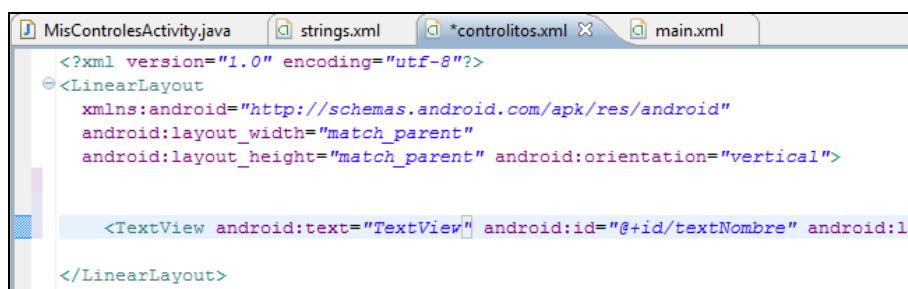 MisControlesActivity.java strings.xml *controlitos.xml main.xml
<?xml version="1.0" encoding="utf-8"?>
<LinearLayout
xmlns:android="http://schemas.android.com/apk/res/android"
android:layout_width="match_parent"
android:layout_height="match_parent" android:orientation="vertical">
<TextView android:text="TextView" android:id="@+id/textNombre" android:l
</LinearLayout>